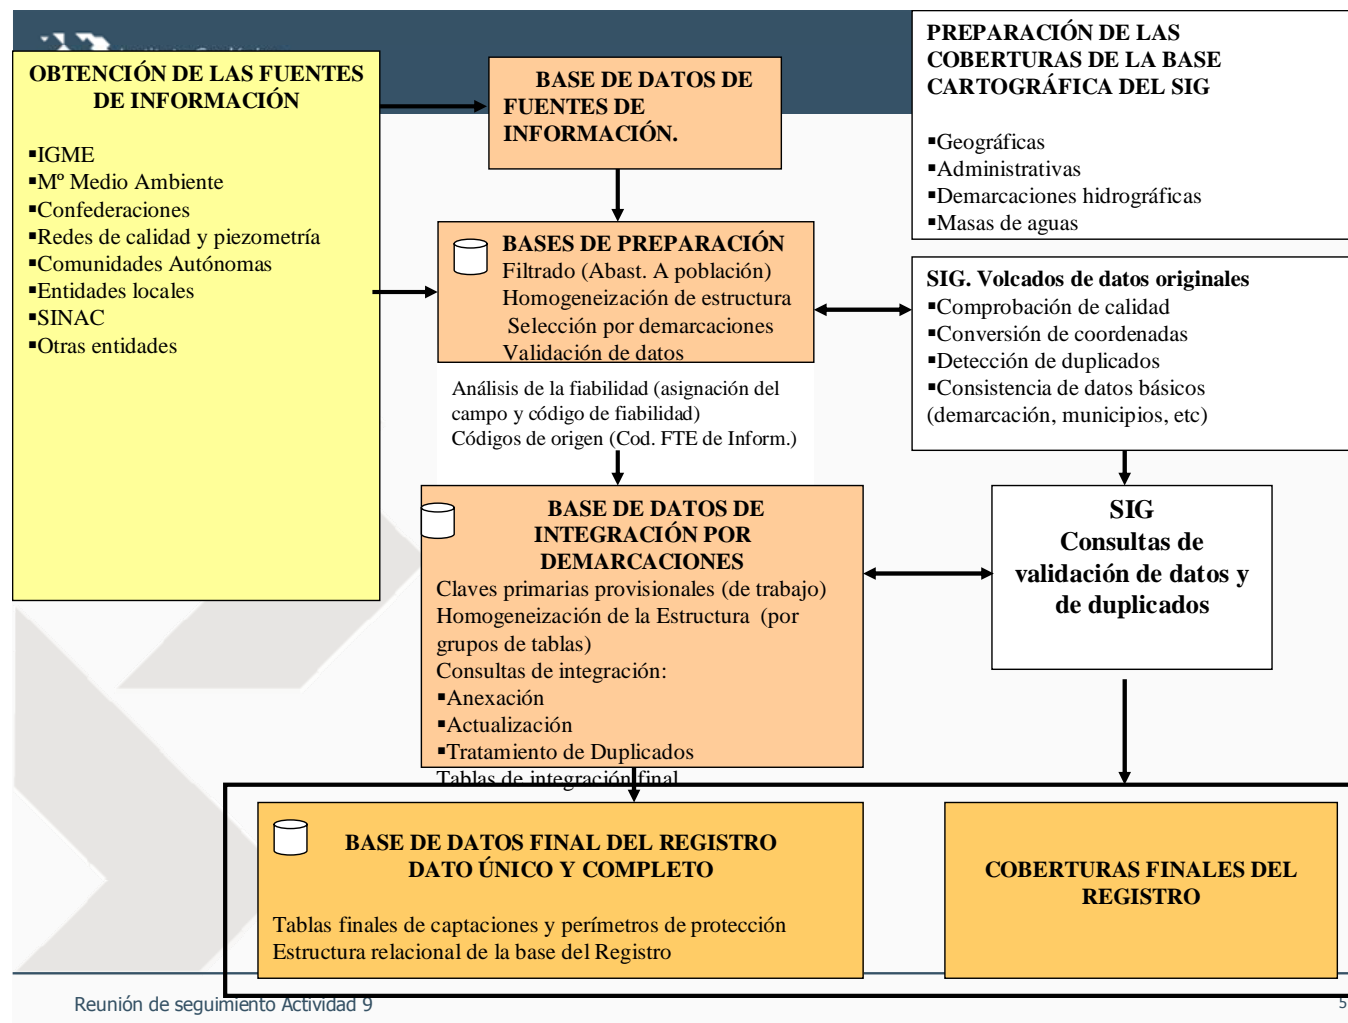 OBTENCIÓN DE LAS FUENTES
DE INFORMACIÓN
▪IGME
▪Mº Medio Ambiente
▪Confederaciones
▪Redes de calidad y piezometría
▪Comunidades Autónomas
▪Entidades locales
▪SINAC
▪Otras entidades
BASE DE DATOS DE
FUENTES DE
INFORMACIÓN.
PREPARACIÓN DE LAS
COBERTURAS DE LA BASE
CARTOGRÁFICA DEL SIG
▪Geográficas
▪Administrativas
▪Demarcaciones hidrográficas
▪Masas de aguas
BASES DE PREPARACIÓN
Filtrado (Abast. A población)
Homogeneización de estructura
Selección por demarcaciones
Validación de datos
SIG. Volcados de datos originales
▪Comprobación de calidad
▪Conversión de coordenadas
▪Detección de duplicados
▪Consistencia de datos básicos
(demarcación, municipios, etc)
Análisis de la fiabilidad (asignación del
campo y código de fiabilidad)
Códigos de origen (Cod. FTE de Inform.)
BASE DE DATOS DE
INTEGRACIÓN POR
DEMARCACIONES
Claves primarias provisionales (de trabajo)
Homogeneización de la Estructura (por
grupos de tablas)
Consultas de integración:
▪Anexación
▪Actualización
▪Tratamiento de Duplicados
Tablas de integración final
SIG
Consultas de
validación de datos y
de duplicados
BASE DE DATOS FINAL DEL REGISTRO
DATO ÚNICO Y COMPLETO
Tablas finales de captaciones y perímetros de protección
Estructura relacional de la base del Registro
COBERTURAS FINALES DEL
REGISTRO
Reunión de seguimiento Actividad 9
5